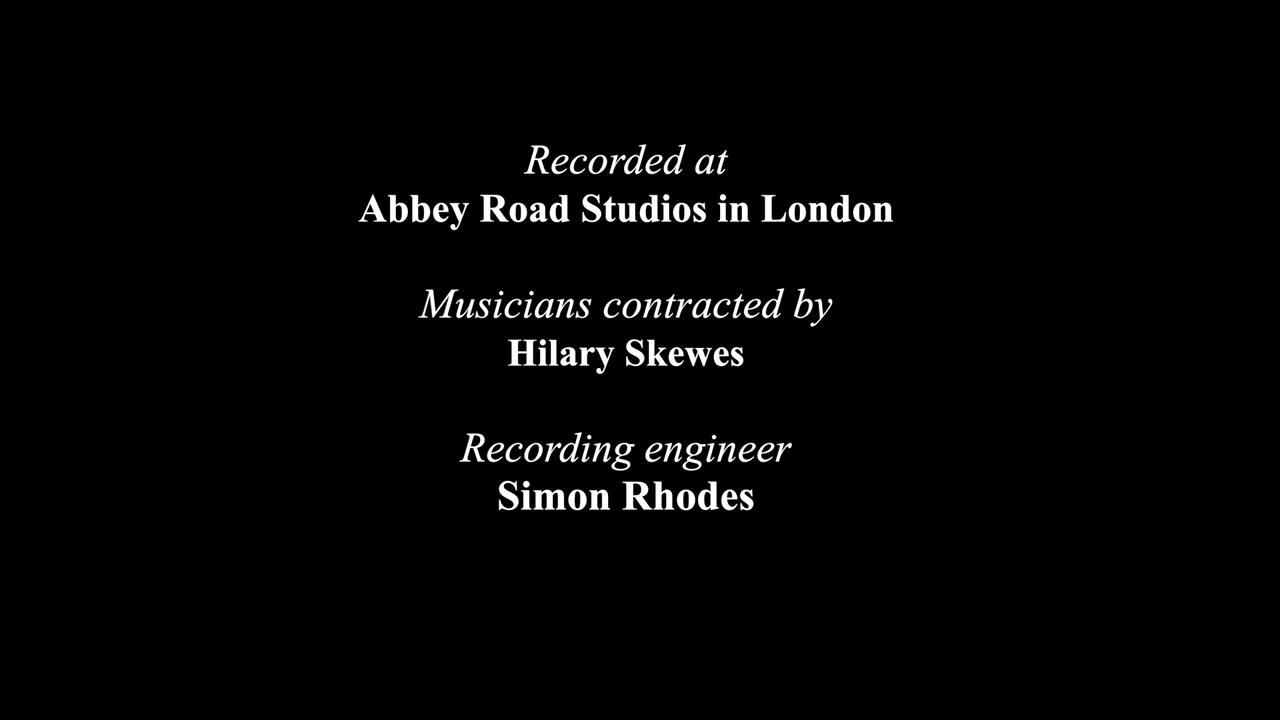 Recorded at
Abbey Road Studios in London
Musicians contracted by
Hilary Skewes
Recording engineer
Simon Rhodes